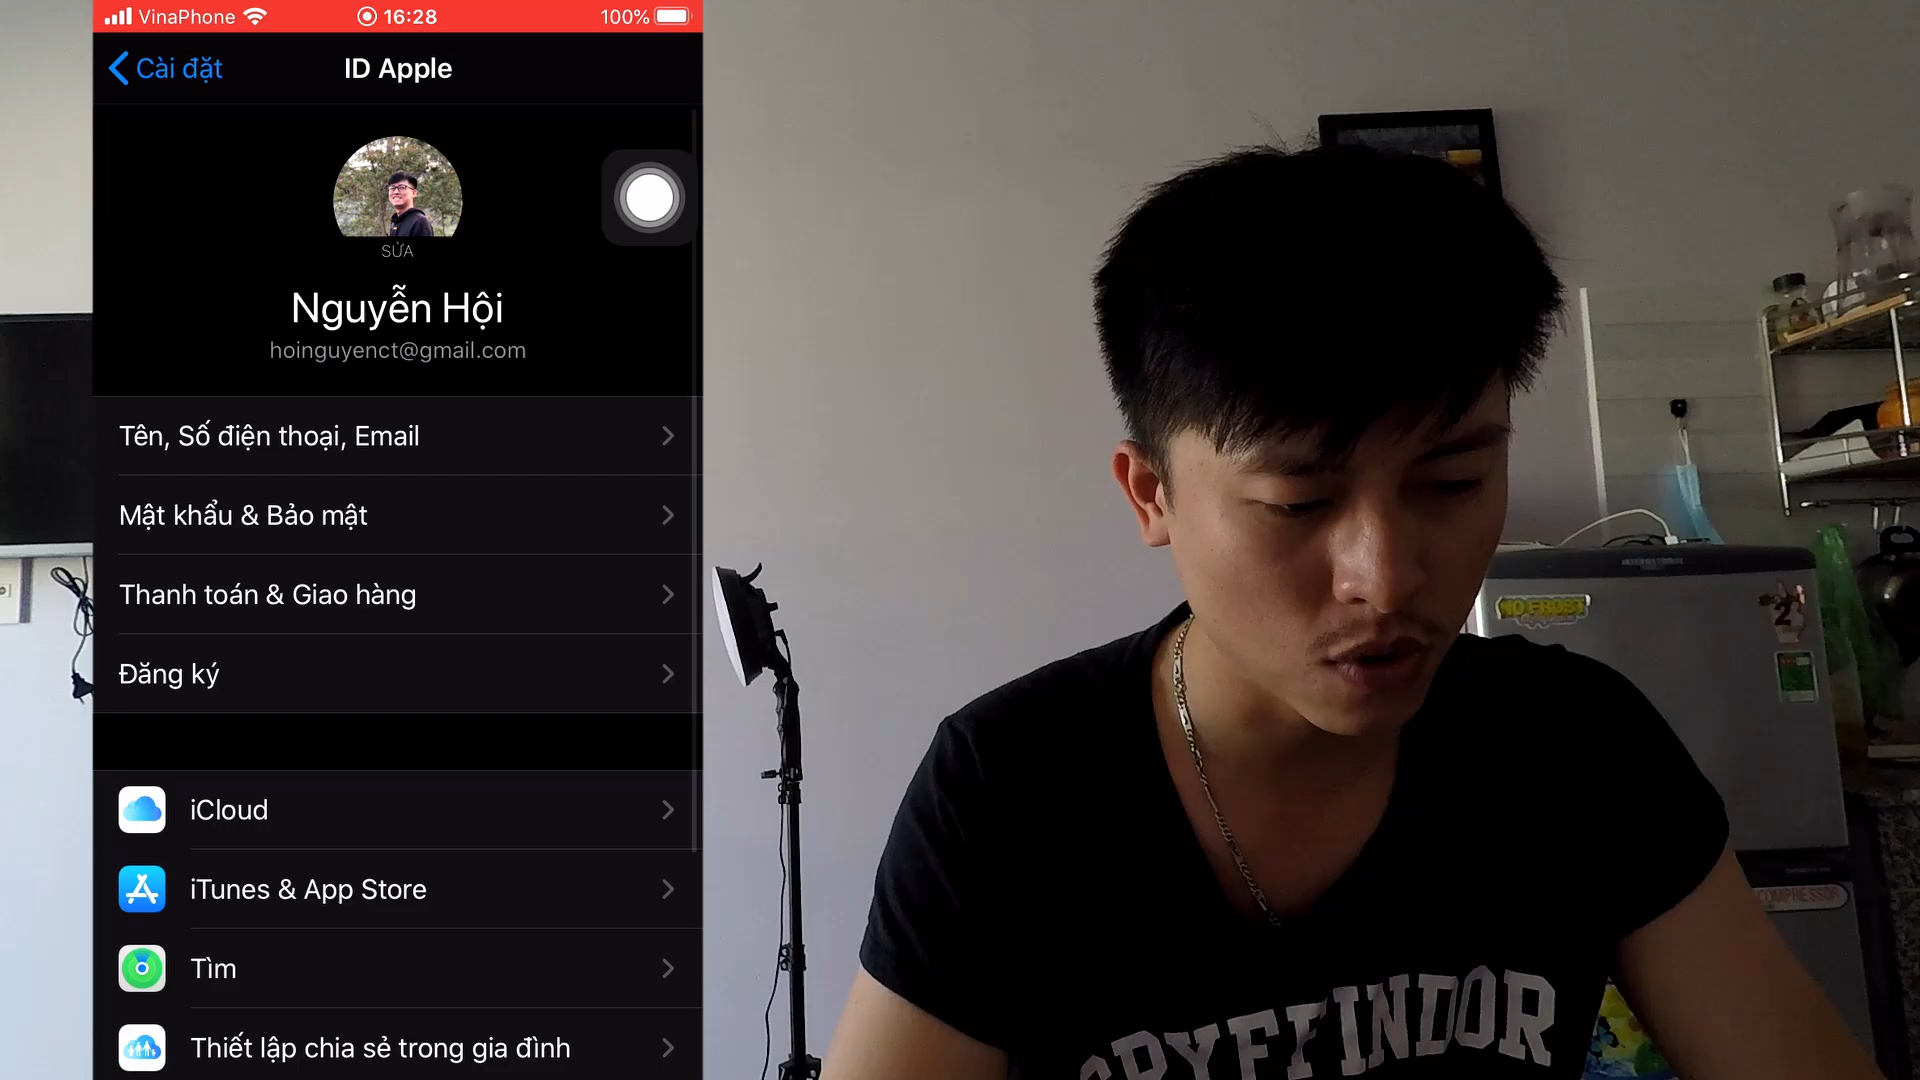 VinaPhone 16:28 100%
Cài đặt ID Apple
SỬA
Nguyễn Hội
hoinguyenct@gmail.com
Tên, Số điện thoại, Email
Mật khẩu & Bảo mật
Thanh toán & Giao hàng
Đăng ký
iCloud
iTunes & App Store
Tìm
Thiết lập chia sẻ trong gia đình
NO FROST
2
COMPRESSOR
GRYFFINDOR